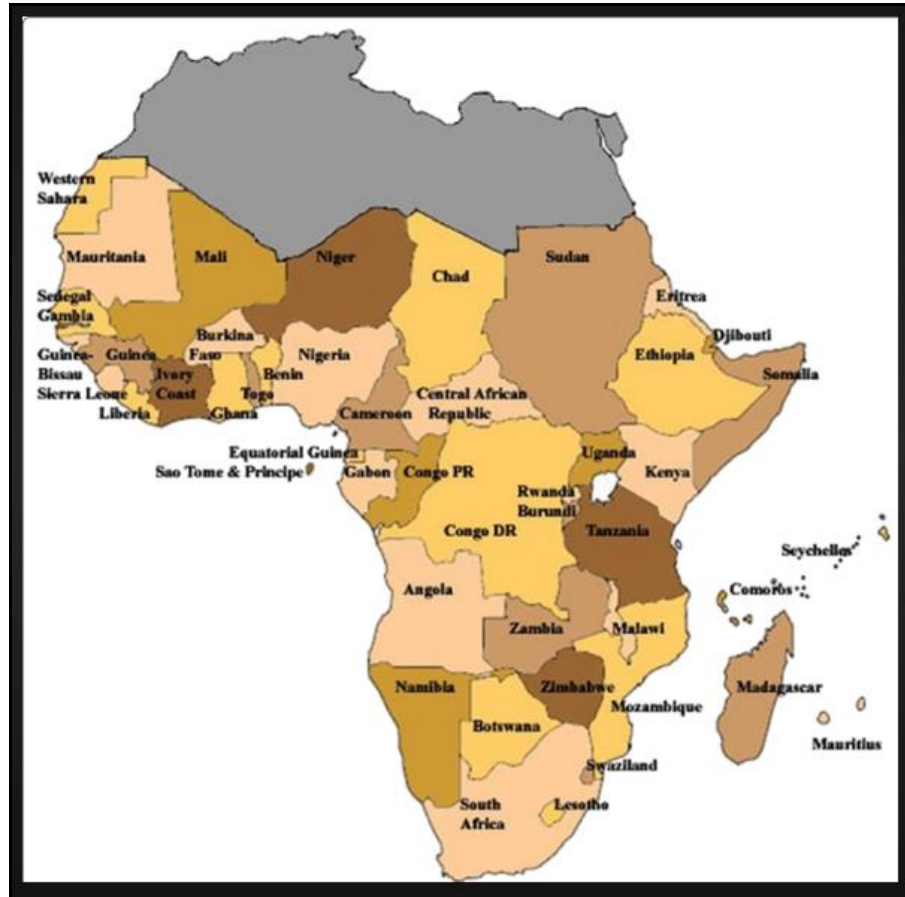 Western
Sahara
Mauritania
Mali
Niger
Chad
Sudan
Eritrea
Senegal
Gambia
Djibouti
Burkina
Faso
Guinea
Guinea-
Bissau
Nigeria
Ethiopia
Somalia
Ivory
Coast
Benin
Togo
Sierra Leone
Liberia
Ghana
Central African
Republic
Cameroon
Equatorial Guinea
Sao Tome & Principe
Gabon
Congo PR
Uganda
Kenya
Rwanda
Burundi
Congo DR
Tanzania
Seychelles
Comoros
Angola
Zambia
Malawi
Namibia
Zimbabwe
Mozambique
Madagascar
Botswana
Mauritius
Swaziland
South
Africa
Lesotho